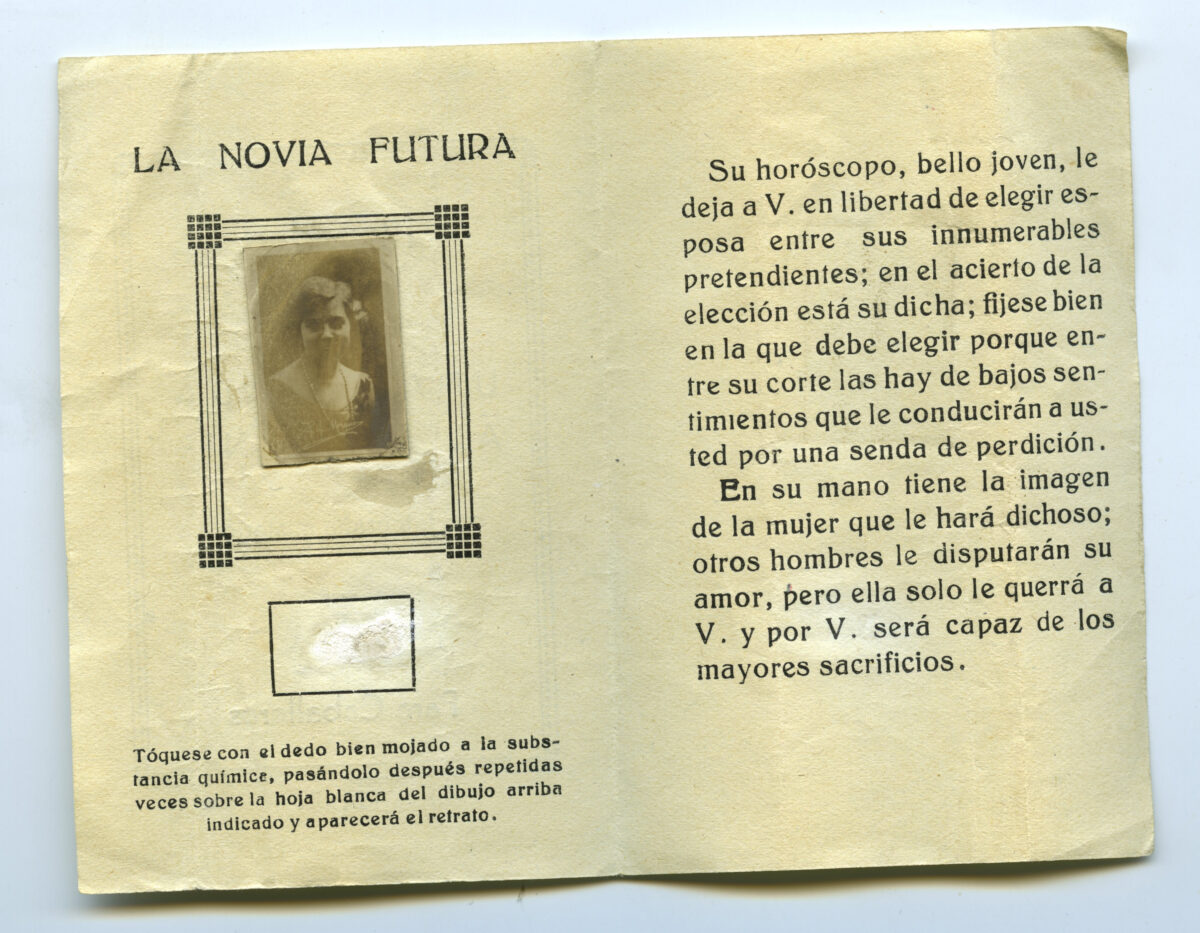 LA NOVIA FUTURA
Tóquese con el dedo bien mojado a la subs-
tancia química, pasándolo después repetidas
veces sobre la hoja blanca del dibujo arriba
indicado y aparecerá el retrato.
Su horóscopo, bello joven, le
deja a V. en libertad de elegir es-
posa entre sus innumerables
pretendientes; en el acierto de la
elección está su dicha; fijese bien
en la que debe elegir porque en-
tre su corte las hay de bajos sen-
timientos que le conducirán a us-
ted por una senda de perdición.
En su mano tiene la imagen
de la mujer que le hará dichoso;
otros hombres le disputarán su
amor, pero ella solo le querrá a
V. y por V. será capaz de los
mayores sacrificios.